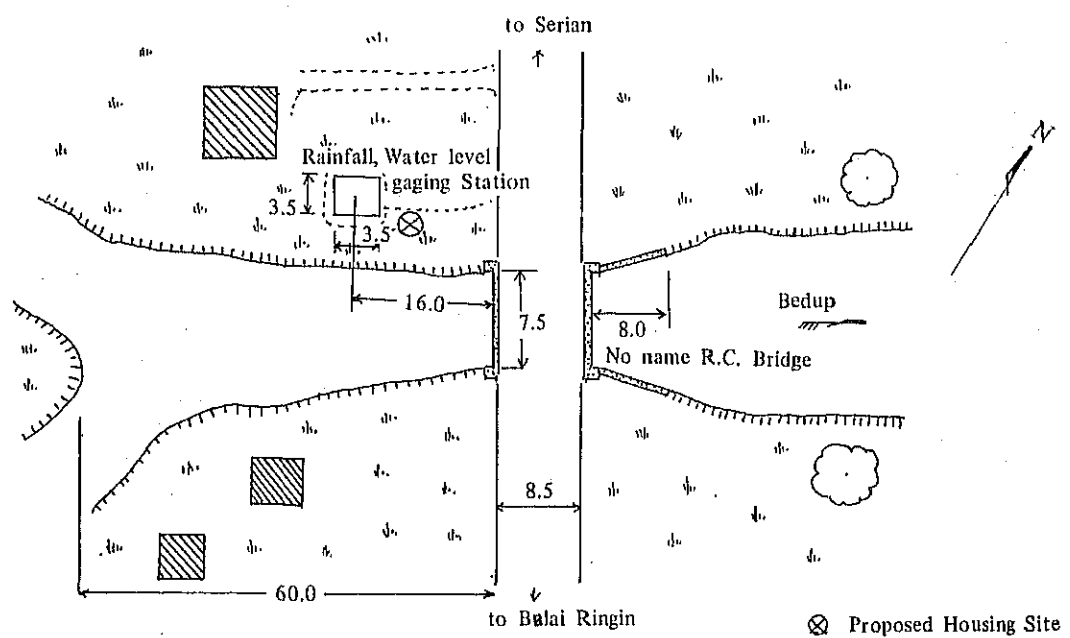 to Serian
N
Rainfall, Water level
gaging Station
3.5
3.5
16.0
7.5
8.0
Bedup
No name R.C. Bridge
8.5
60.0
to Balai Ringin
Proposed Housing Site